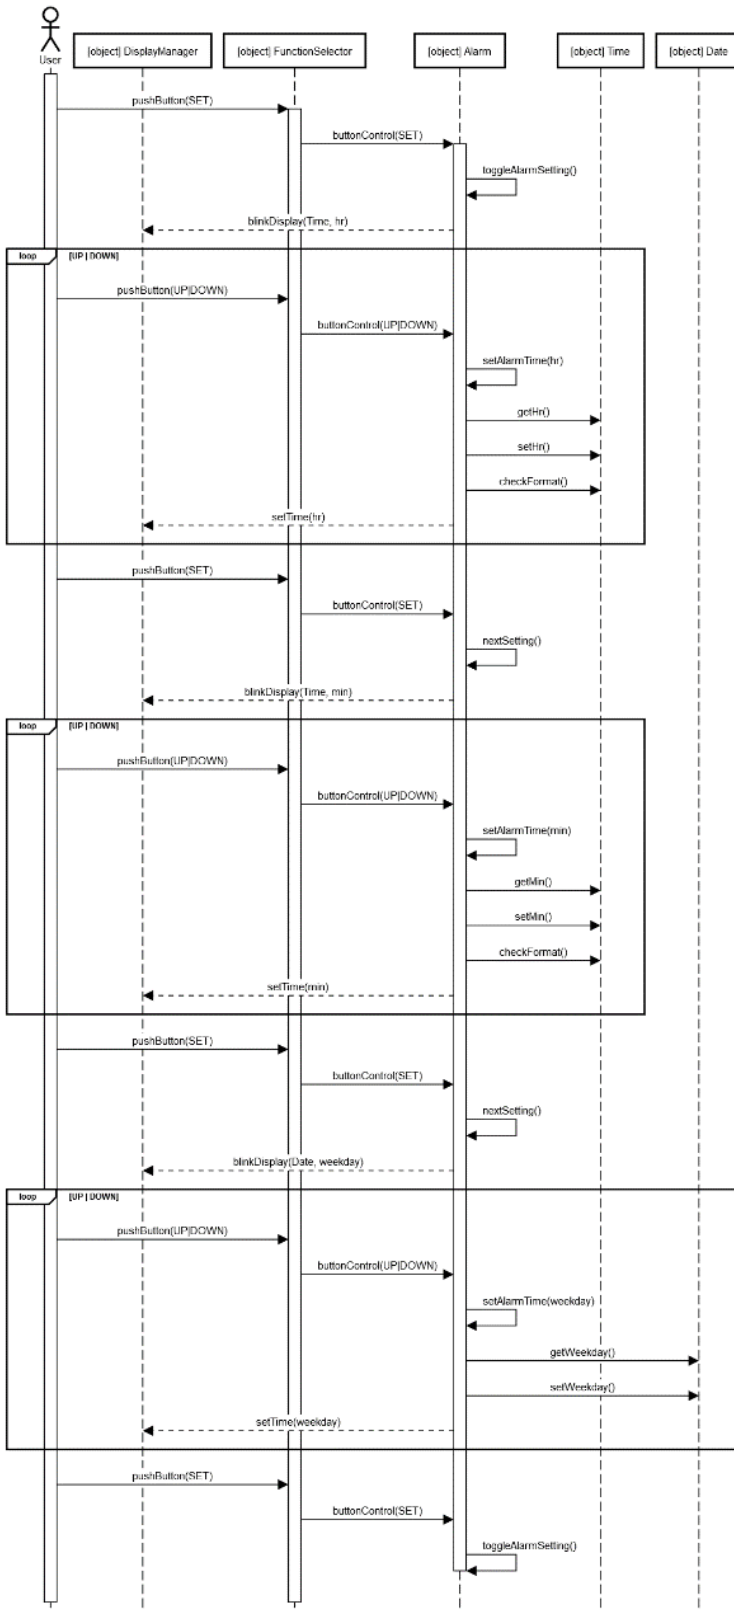 User
[object] DisplayManager
[object] FunctionSelector
[object] Alarm
[object] Time
[object] Date
pushButton(SET)
buttonControl(SET)
toggleAlarmSetting()
blinkDisplay(Time, hr)
loop [UP | DOWN]
pushButton(UP|DOWN)
buttonControl(UP|DOWN)
setAlarmTime(hr)
getHr()
setHr()
checkFormat()
setTime(hr)
pushButton(SET)
buttonControl(SET)
nextSetting()
blinkDisplay(Time, min)
loop [UP | DOWN]
pushButton(UP|DOWN)
buttonControl(UP|DOWN)
setAlarmTime(min)
getMin()
setMin()
checkFormat()
setTime(min)
pushButton(SET)
buttonControl(SET)
nextSetting()
blinkDisplay(Date, weekday)
loop [UP | DOWN]
pushButton(UP|DOWN)
buttonControl(UP|DOWN)
setAlarmTime(weekday)
getWeekday()
setWeekday()
setTime(weekday)
pushButton(SET)
buttonControl(SET)
toggleAlarmSetting()